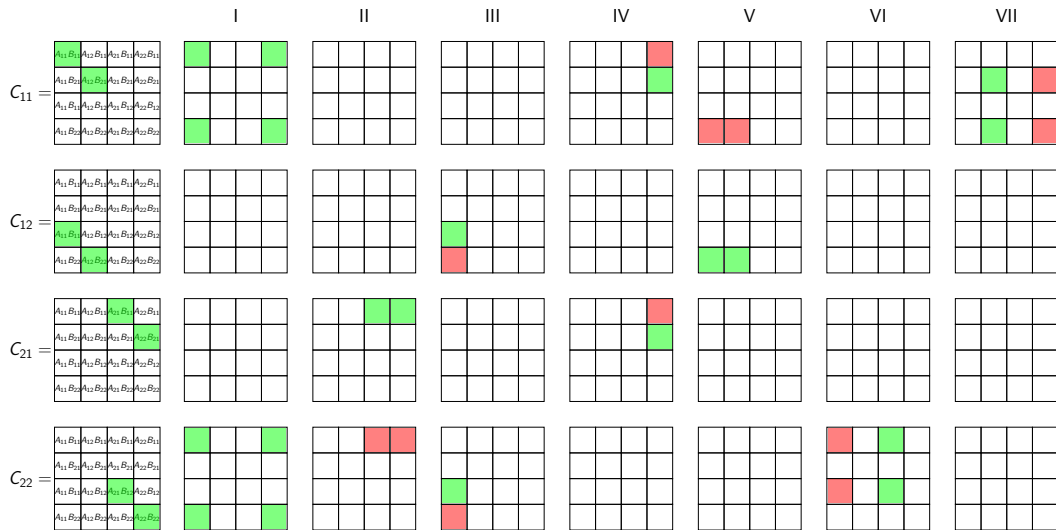 I II III IV V VI VII
A₁₁B₁₁ A₁₂B₁₁ A₂₁B₁₁ A₂₂B₁₁
A₁₁B₂₁ A₁₂B₂₁ A₂₁B₂₁ A₂₂B₂₁
C₁₁ =
A₁₁B₁₂ A₁₂B₁₂ A₂₁B₁₂ A₂₂B₁₂
A₁₁B₂₂ A₁₂B₂₂ A₂₁B₂₂ A₂₂B₂₂
A₁₁B₁₁ A₁₂B₁₁ A₂₁B₁₁ A₂₂B₁₁
A₁₁B₂₁ A₁₂B₂₁ A₂₁B₂₁ A₂₂B₂₁
C₁₂ =
A₁₁B₁₂ A₁₂B₁₂ A₂₁B₁₂ A₂₂B₁₂
A₁₁B₂₂ A₁₂B₂₂ A₂₁B₂₂ A₂₂B₂₂
A₁₁B₁₁ A₁₂B₁₁ A₂₁B₁₁ A₂₂B₁₁
A₁₁B₂₁ A₁₂B₂₁ A₂₁B₂₁ A₂₂B₂₁
C₂₁ =
A₁₁B₁₂ A₁₂B₁₂ A₂₁B₁₂ A₂₂B₁₂
A₁₁B₂₂ A₁₂B₂₂ A₂₁B₂₂ A₂₂B₂₂
A₁₁B₁₁ A₁₂B₁₁ A₂₁B₁₁ A₂₂B₁₁
A₁₁B₂₁ A₁₂B₂₁ A₂₁B₂₁ A₂₂B₂₁
C₂₂ =
A₁₁B₁₂ A₁₂B₁₂ A₂₁B₁₂ A₂₂B₁₂
A₁₁B₂₂ A₁₂B₂₂ A₂₁B₂₂ A₂₂B₂₂